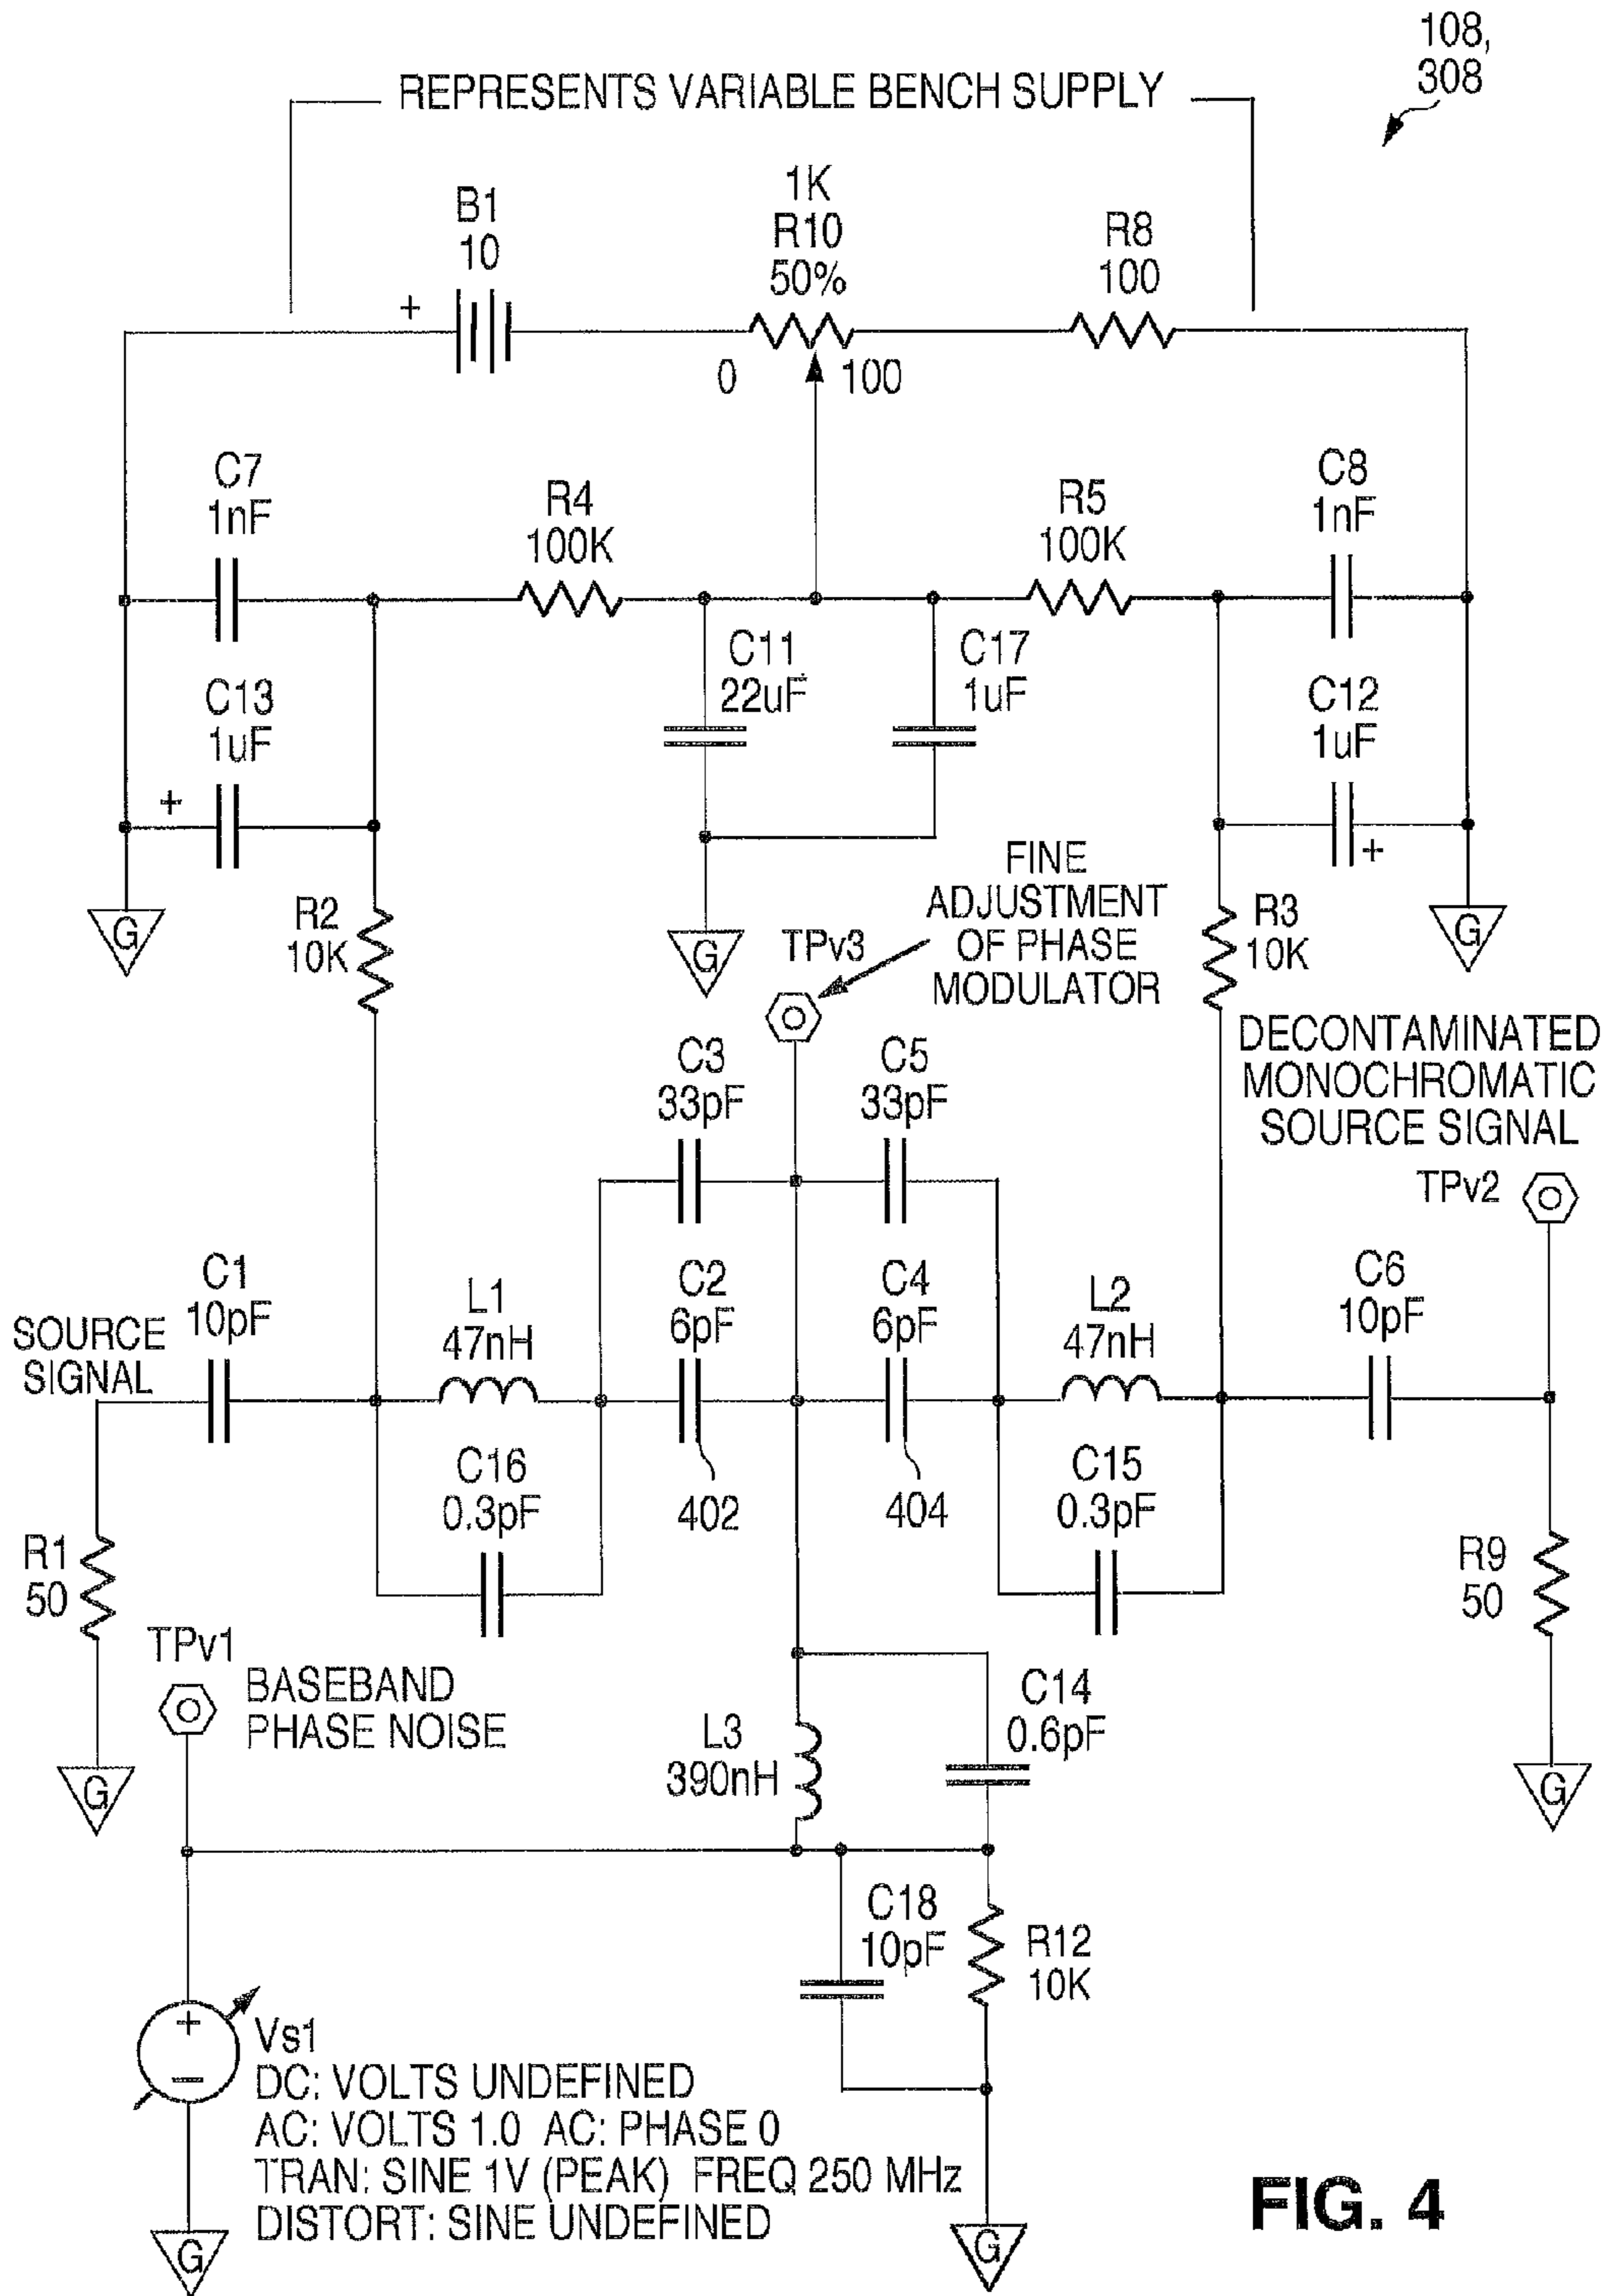 108,
308
REPRESENTS VARIABLE BENCH SUPPLY
B1
10
+
1K
R10
50%
0
100
R8
100
C7
1nF
R4
100K
R5
100K
C8
1nF
C13
1uF
+
C11
22uF
C17
1uF
C12
1uF
+
G
R2
10K
G
TPv3
FINE
ADJUSTMENT
OF PHASE
MODULATOR
R3
10K
G
C3
33pF
C5
33pF
DECONTAMINATED
MONOCHROMATIC
SOURCE SIGNAL
TPv2
SOURCE
SIGNAL
C1
10pF
L1
47nH
C2
6pF
C4
6pF
L2
47nH
C6
10pF
C16
0.3pF
402
404
C15
0.3pF
R1
50
R9
50
TPv1
BASEBAND
PHASE NOISE
G
L3
390nH
C14
0.6pF
G
C18
10pF
R12
10K
+
−
Vs1
DC: VOLTS UNDEFINED
AC: VOLTS 1.0 AC: PHASE 0
TRAN: SINE 1V (PEAK) FREQ 250 MHz
DISTORT: SINE UNDEFINED
G
G
FIG. 4